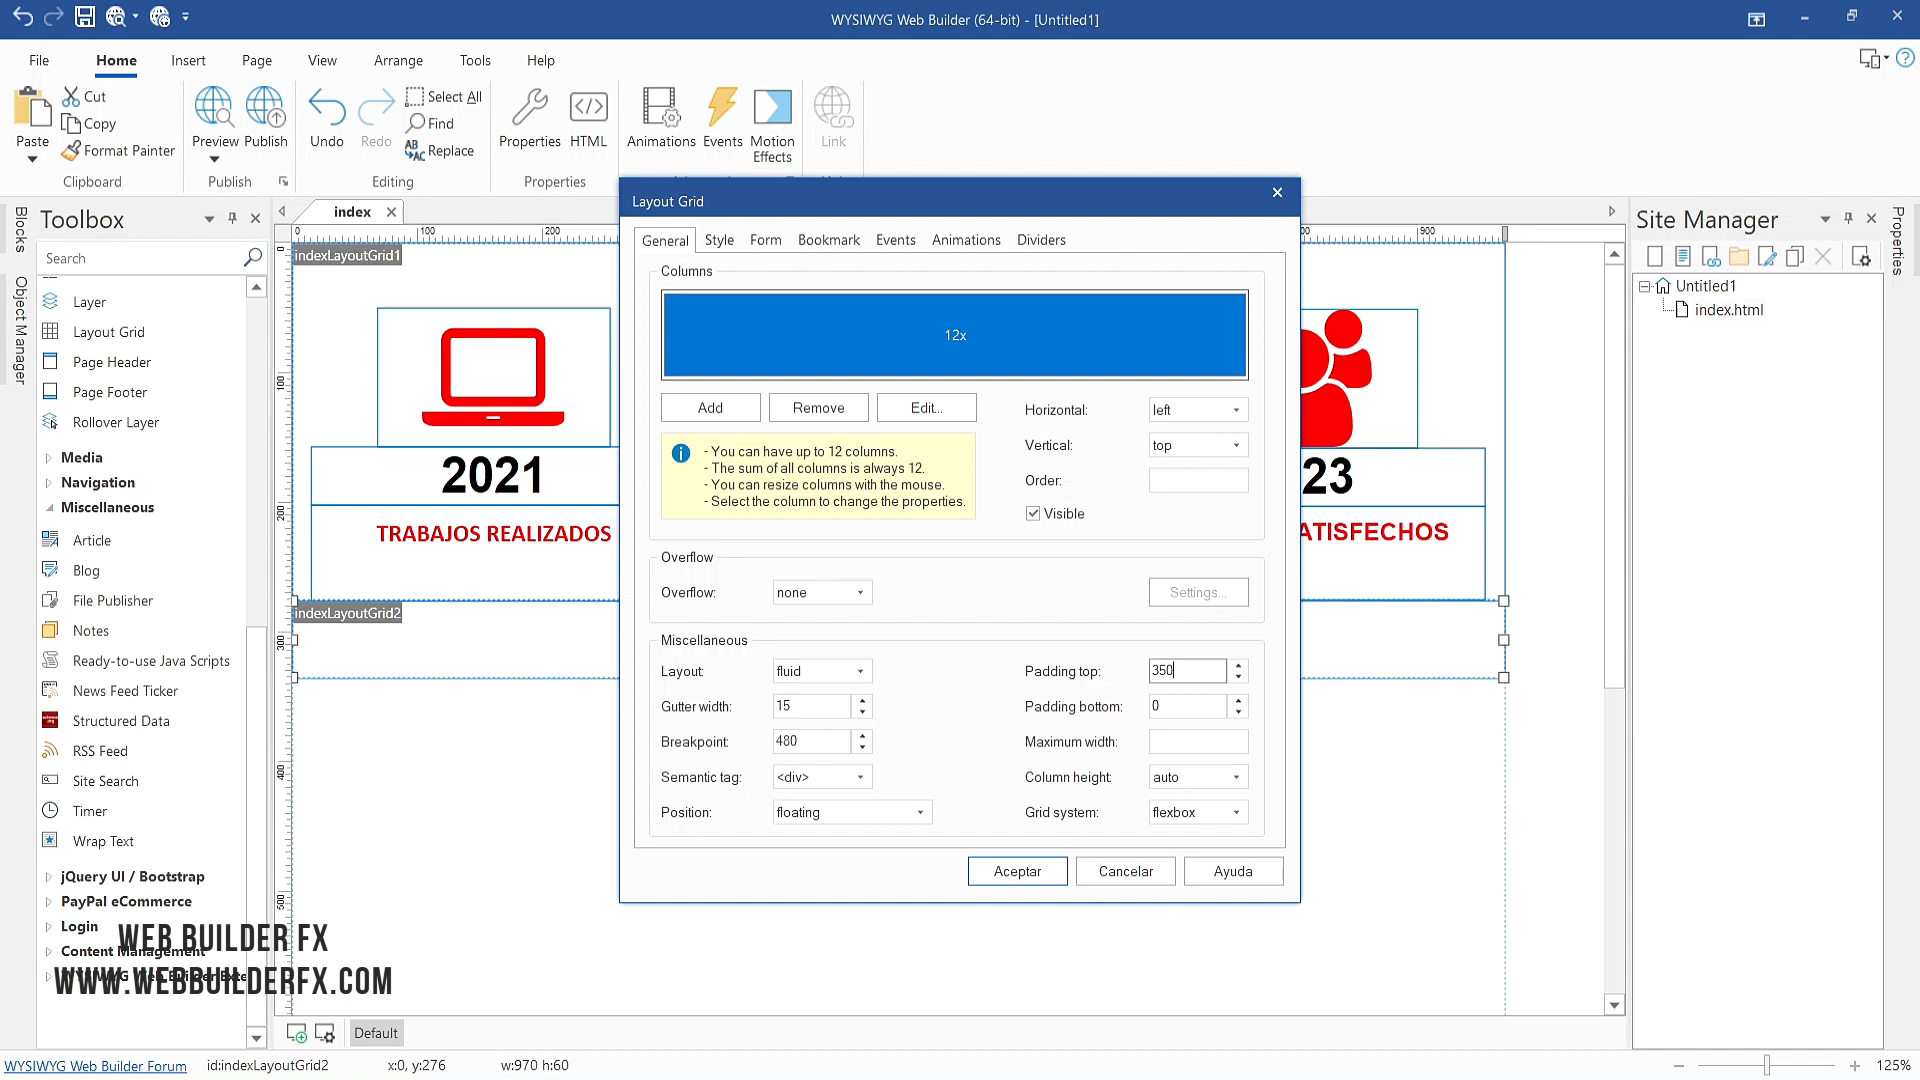 WYSIWYG Web Builder (64-bit) - [Untitled1]
File Home Insert Page View Arrange Tools Help
Paste
Cut
Copy
Format Painter
Clipboard
Preview Publish
Publish
Undo Redo
Select All
Find
Replace
Editing
Properties HTML
Properties
Animations Events Motion Effects
Link
Blocks
Object Manager
Toolbox
Search
Layer
Layout Grid
Page Header
Page Footer
Rollover Layer
Media
Navigation
Miscellaneous
Article
Blog
File Publisher
Notes
Ready-to-use Java Scripts
News Feed Ticker
Structured Data
RSS Feed
Site Search
Timer
Wrap Text
jQuery UI / Bootstrap
PayPal eCommerce
Login
Content Management
WEB BUILDER FX
WWW.WEBBUILDERFX.COM
index
0 100 200 900
0
100
200
300
400
500
indexLayoutGrid1
2021
TRABAJOS REALIZADOS
23
ATISFECHOS
indexLayoutGrid2
Layout Grid
General Style Form Bookmark Events Animations Dividers
Columns
12x
Add Remove Edit...
- You can have up to 12 columns.
- The sum of all columns is always 12.
- You can resize columns with the mouse.
- Select the column to change the properties.
Horizontal: left
Vertical: top
Order:
Visible
Overflow
Overflow: none Settings...
Miscellaneous
Layout: fluid Padding top: 350
Gutter width: 15 Padding bottom: 0
Breakpoint: 480 Maximum width:
Semantic tag: <div> Column height: auto
Position: floating Grid system: flexbox
Aceptar Cancelar Ayuda
Site Manager
Untitled1
index.html
Properties
Default
WYSIWYG Web Builder Forum id:indexLayoutGrid2 x:0, y:276 w:970 h:60 125%